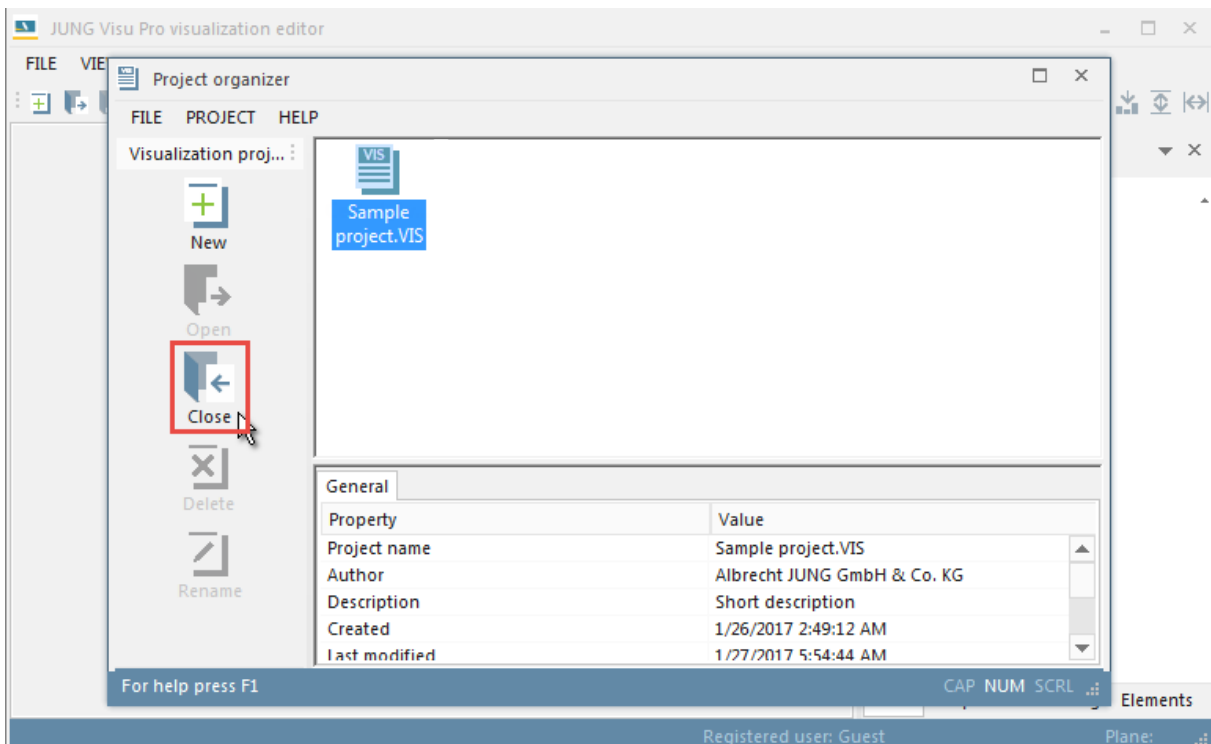 JUNG Visu Pro visualization editor
FILE VIE
Project organizer
FILE PROJECT HELP
Visualization proj...
New
Open
Close
Delete
Rename
VIS
Sample
project.VIS
General
Property Value
Project name Sample project.VIS
Author Albrecht JUNG GmbH & Co. KG
Description Short description
Created 1/26/2017 2:49:12 AM
Last modified 1/27/2017 5:54:44 AM
For help press F1 CAP NUM SCRL
Elements
Registered user: Guest Plane: